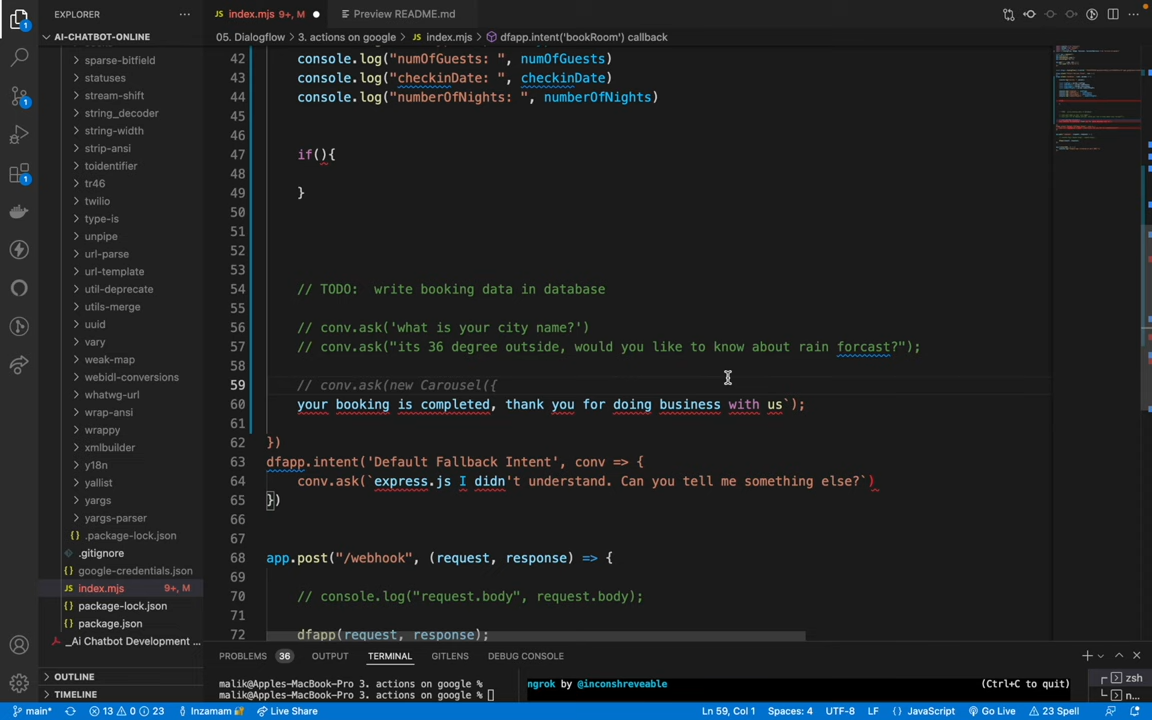 EXPLORER
index.mjs 9+, M
Preview README.md
AI-CHATBOT-ONLINE
05. Dialogflow > 3. actions on google > JS index.mjs > dfapp.intent('bookRoom') callback
sparse-bitfield
statuses
stream-shift
string_decoder
string-width
strip-ansi
toidentifier
tr46
twilio
type-is
unpipe
url-parse
url-template
util-deprecate
utils-merge
uuid
vary
weak-map
webidl-conversions
whatwg-url
wrap-ansi
wrappy
xmlbuilder
y18n
yallist
yargs
yargs-parser
.package-lock.json
.gitignore
google-credentials.json
index.mjs 9+, M
package-lock.json
package.json
_Ai Chatbot Development ...
OUTLINE
TIMELINE
42 console.log("numOfGuests: ", numOfGuests)
43 console.log("checkinDate: ", checkinDate)
44 console.log("numberOfNights: ", numberOfNights)
45
46
47 if(){
48
49 }
50
51
52
53
54 // TODO: write booking data in database
55
56 // conv.ask('what is your city name?')
57 // conv.ask("its 36 degree outside, would you like to know about rain forcast?");
58
59 // conv.ask(new Carousel({
60 your booking is completed, thank you for doing business with us`);
61
62 })
63 dfapp.intent('Default Fallback Intent', conv => {
64 conv.ask(`express.js I didn't understand. Can you tell me something else?`)
65 })
66
67
68 app.post("/webhook", (request, response) => {
69
70 // console.log("request.body", request.body);
71
72 dfapp(request, response);
PROBLEMS 36 OUTPUT TERMINAL GITLENS DEBUG CONSOLE
malik@Apples-MacBook-Pro 3. actions on google %
malik@Apples-MacBook-Pro 3. actions on google %
ngrok by @inconshreveable (Ctrl+C to quit)
zsh
n...
main* 13 0 23 Inzamam Live Share Ln 59, Col 1 Spaces: 4 UTF-8 LF JavaScript Go Live 23 Spell